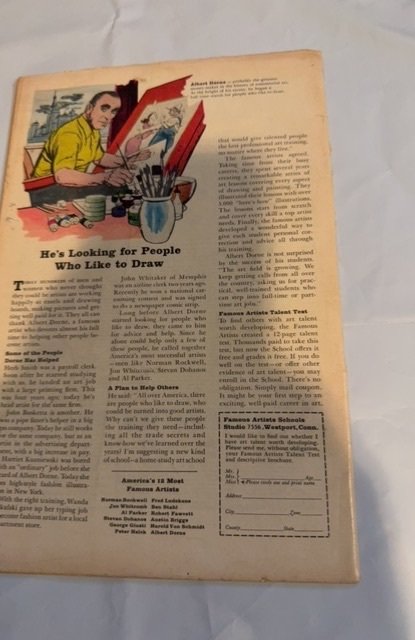 Albert Dorne — probably the greatest
money-maker in the history of commercial art.
At the height of his career, he began a
full-time search for people who like to draw.
He's Looking for People
Who Like to Draw
men and
women who never thought
they could be artists are working
happily at easels and drawing
boards, making pictures and
well paid for it. They all can
thank Albert Dorne, a famous
artist who devotes almost his full
time to helping other people be-
come artists.
Some of the People
Dorne Has Helped
Herb Smith was a payroll clerk.
Soon after he started studying
with us, he landed an art job
with a large printing firm. This
was four years ago; today he's
head artist for the same firm.
John Busketta is another. He
was a pipe fitter's helper in a big
gas company. Today he still works
for the same company, but as an
artist in the advertising depart-
ment, with a big increase in pay.
Harriet Kuzniewski was bored
with an "ordinary" job before she
heard of Albert Dorne. Today she
does high-style fashion illustra-
tion in New York.
With the right training, Wanda
gave up her typing job
to become fashion artist for a local
department store.
John Whitaker of Memphis
was an airline clerk two years ago.
Recently he won a national car-
tooning contest and was signed
to do a newspaper comic strip.
Long before Albert Dorne
started looking for people who
like to draw, they came to him
for advice and help. Since he
alone could help only a few of
these people, he called together
America's most successful artists
—men like Norman Rockwell,
Jon Whitcomb, Stevan Dohanos
and Al Parker.
A Plan to Help Others
He said: "All over America, there
are people who like to draw, who
could be turned into good artists.
Why can't we give these people
the training they need—includ-
ing all the trade secrets and
know-how we've learned over the
years? I'm suggesting a new kind
of school—a home-study art school
America's 12 Most
Famous Artists
Norman Rockwell Fred Ludekens
Jon Whitcomb Ben Stahl
Al Parker Robert Fawcett
Stevan Dohanos Austin Briggs
George Giusti Harold Von Schmidt
Peter Helck Albert Dorne
that would give talented people
the best professional art training,
no matter where they live."
The famous artists agreed.
Taking time from their busy
careers, they spent several years
creating a remarkable series of
art lessons covering every aspect
of drawing and painting. They
illustrated these lessons with over
5,000 "here's-how" illustrations.
The lessons start from scratch
and cover every skill a top artist
needs. Finally, the famous artists
developed a wonderful way to
give each student personal cor-
rection and advice all through
his training.
Albert Dorne is not surprised
by the success of his students.
"The art field is growing. We
keep getting calls from all over
the country, asking us for prac-
tical, well-trained students who
can step into full-time or part-
time art jobs."
Famous Artists Talent Test
To find others with art talent
worth developing, the Famous
Artists created a 12-page talent
test. Thousands paid to take this
test, but now the School offers it
free and grades it free. If you do
well on the test—or offer other
evidence of art talent—you may
enroll in the School. There's no
obligation. Simply mail coupon.
It might be your first step to an
exciting, well-paid career in art.
Famous Artists Schools
Studio 7356, Westport, Conn.
I would like to find out whether I
have art talent worth developing.
Please send me, without obligation,
your Famous Artists Talent Test
and descriptive brochure.
Mr.
Mrs. Age
Miss Please circle one and print name
Address
City Zone
County State